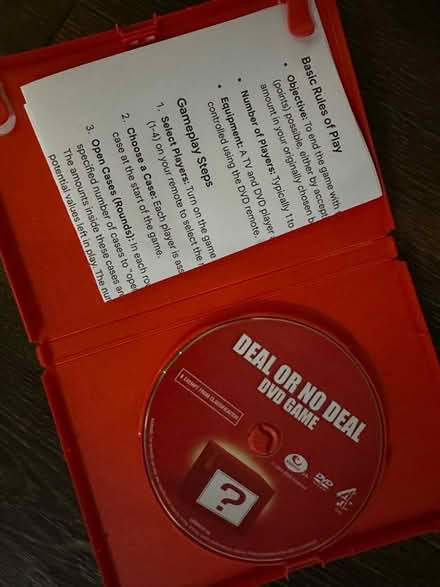 Basic Rules of Play
• Objective: To end the game with
(points) possible, either by accept
amount in your originally chosen b
• Number of Players: Typically 1 to
• Equipment: A TV and DVD player
controlled using the DVD remote.
Gameplay Steps
1. Select Players: Turn on the game
(1-4) on your remote to select the
2. Choose a Case: Each player is ass
case at the start of the game.
3. Open Cases (Rounds): In each ro
specified number of cases to "ope
The amounts inside these cases are
potential values left in play. The nu
DEAL OR NO DEAL
DVD GAME
E EXEMPT FROM CLASSIFICATION
?
DVD
4